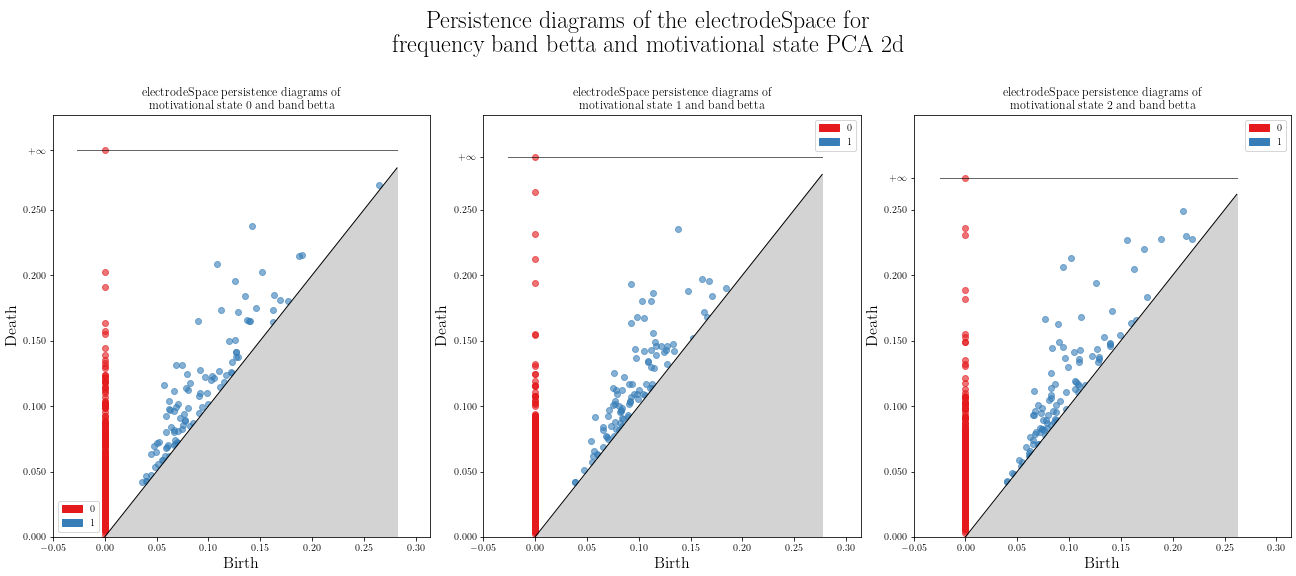 Persistence diagrams of the electrodeSpace for
frequency band betta and motivational state PCA 2d
electrodeSpace persistence diagrams of
motivational state 0 and band betta
+∞
0.250
0.200
0.150
0.100
0.050
0.000
Death
0
1
−0.05 0.00 0.05 0.10 0.15 0.20 0.25 0.30
Birth
electrodeSpace persistence diagrams of
motivational state 1 and band betta
0
1
+∞
0.250
0.200
0.150
0.100
0.050
0.000
Death
−0.05 0.00 0.05 0.10 0.15 0.20 0.25 0.30
Birth
electrodeSpace persistence diagrams of
motivational state 2 and band betta
0
1
+∞
0.250
0.200
0.150
0.100
0.050
0.000
Death
−0.05 0.00 0.05 0.10 0.15 0.20 0.25 0.30
Birth